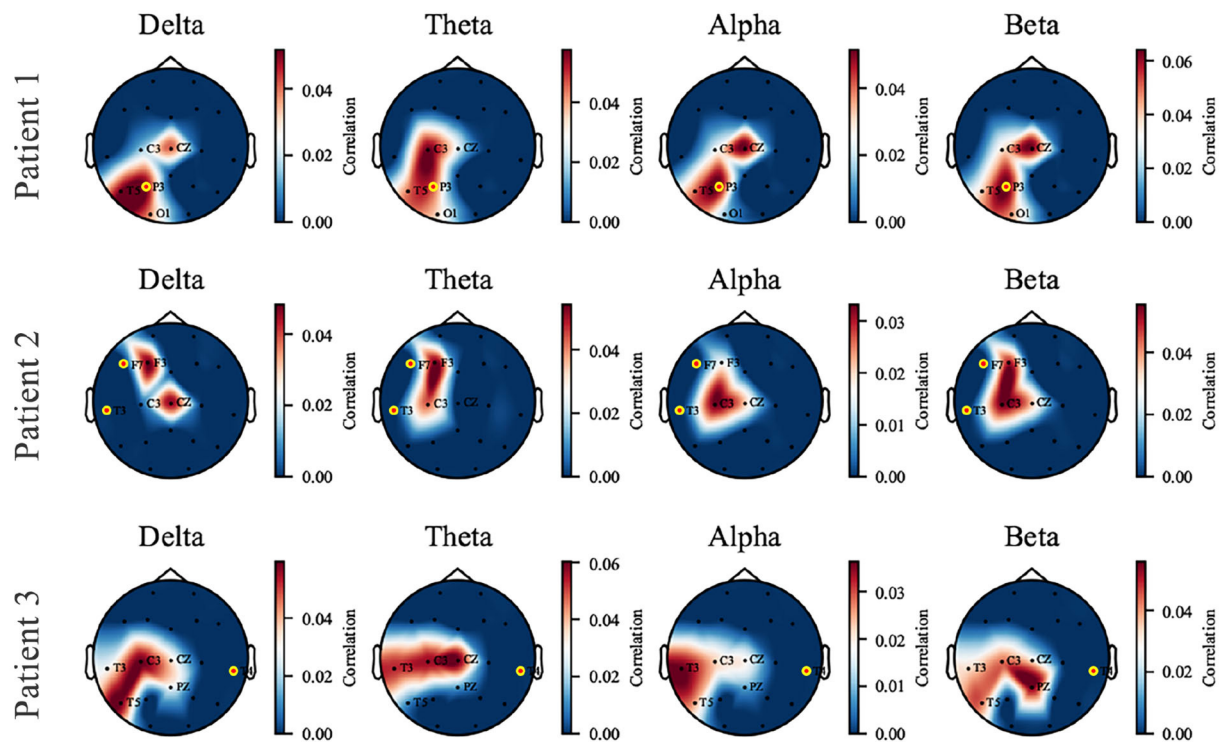 Delta Theta Alpha Beta
Patient 1
C3 CZ T5 P3 O1
0.04 0.02 0.00 Correlation
C3 CZ T5 P3 O1
0.04 0.02 0.00 Correlation
C3 CZ T5 P3 O1
0.04 0.02 0.00 Correlation
C3 CZ T5 P3 O1
0.06 0.04 0.02 0.00 Correlation
Delta Theta Alpha Beta
Patient 2
F7 F3 T3 C3 CZ
0.04 0.02 0.00 Correlation
F7 F3 T3 C3 CZ
0.04 0.02 0.00 Correlation
F7 F3 T3 C3 CZ
0.03 0.02 0.01 0.00 Correlation
F7 F3 T3 C3 CZ
0.04 0.02 0.00 Correlation
Delta Theta Alpha Beta
Patient 3
T3 C3 CZ T4 PZ T5
0.04 0.02 0.00 Correlation
T3 C3 CZ T4 PZ T5
0.06 0.04 0.02 0.00 Correlation
T3 C3 CZ T4 PZ T5
0.03 0.02 0.01 0.00 Correlation
T3 C3 CZ T4 PZ T5
0.04 0.02 0.00 Correlation